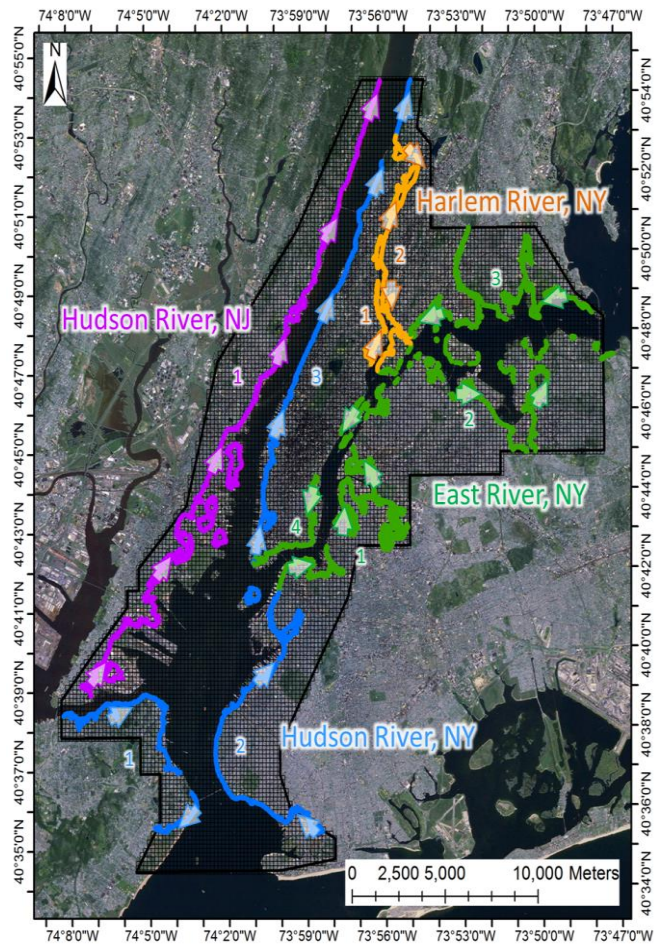 74°8'0"W 74°5'0"W 74°2'0"W 73°59'0"W 73°56'0"W 73°53'0"W 73°50'0"W 73°47'0"W
N
40°55'0"N
40°54'0"N
40°53'0"N
40°52'0"N
Harlem River, NY
40°51'0"N
40°50'0"N
2
3
40°49'0"N
40°48'0"N
Hudson River, NJ
1
1
3
40°47'0"N
40°46'0"N
2
40°45'0"N
East River, NY
40°44'0"N
4
1
40°43'0"N
40°42'0"N
40°41'0"N
40°40'0"N
40°39'0"N
40°38'0"N
Hudson River, NY
1
2
40°37'0"N
40°36'0"N
40°35'0"N
0 2,500 5,000 10,000 Meters
40°34'0"N
74°8'0"W 74°5'0"W 74°2'0"W 73°59'0"W 73°56'0"W 73°53'0"W 73°50'0"W 73°47'0"W